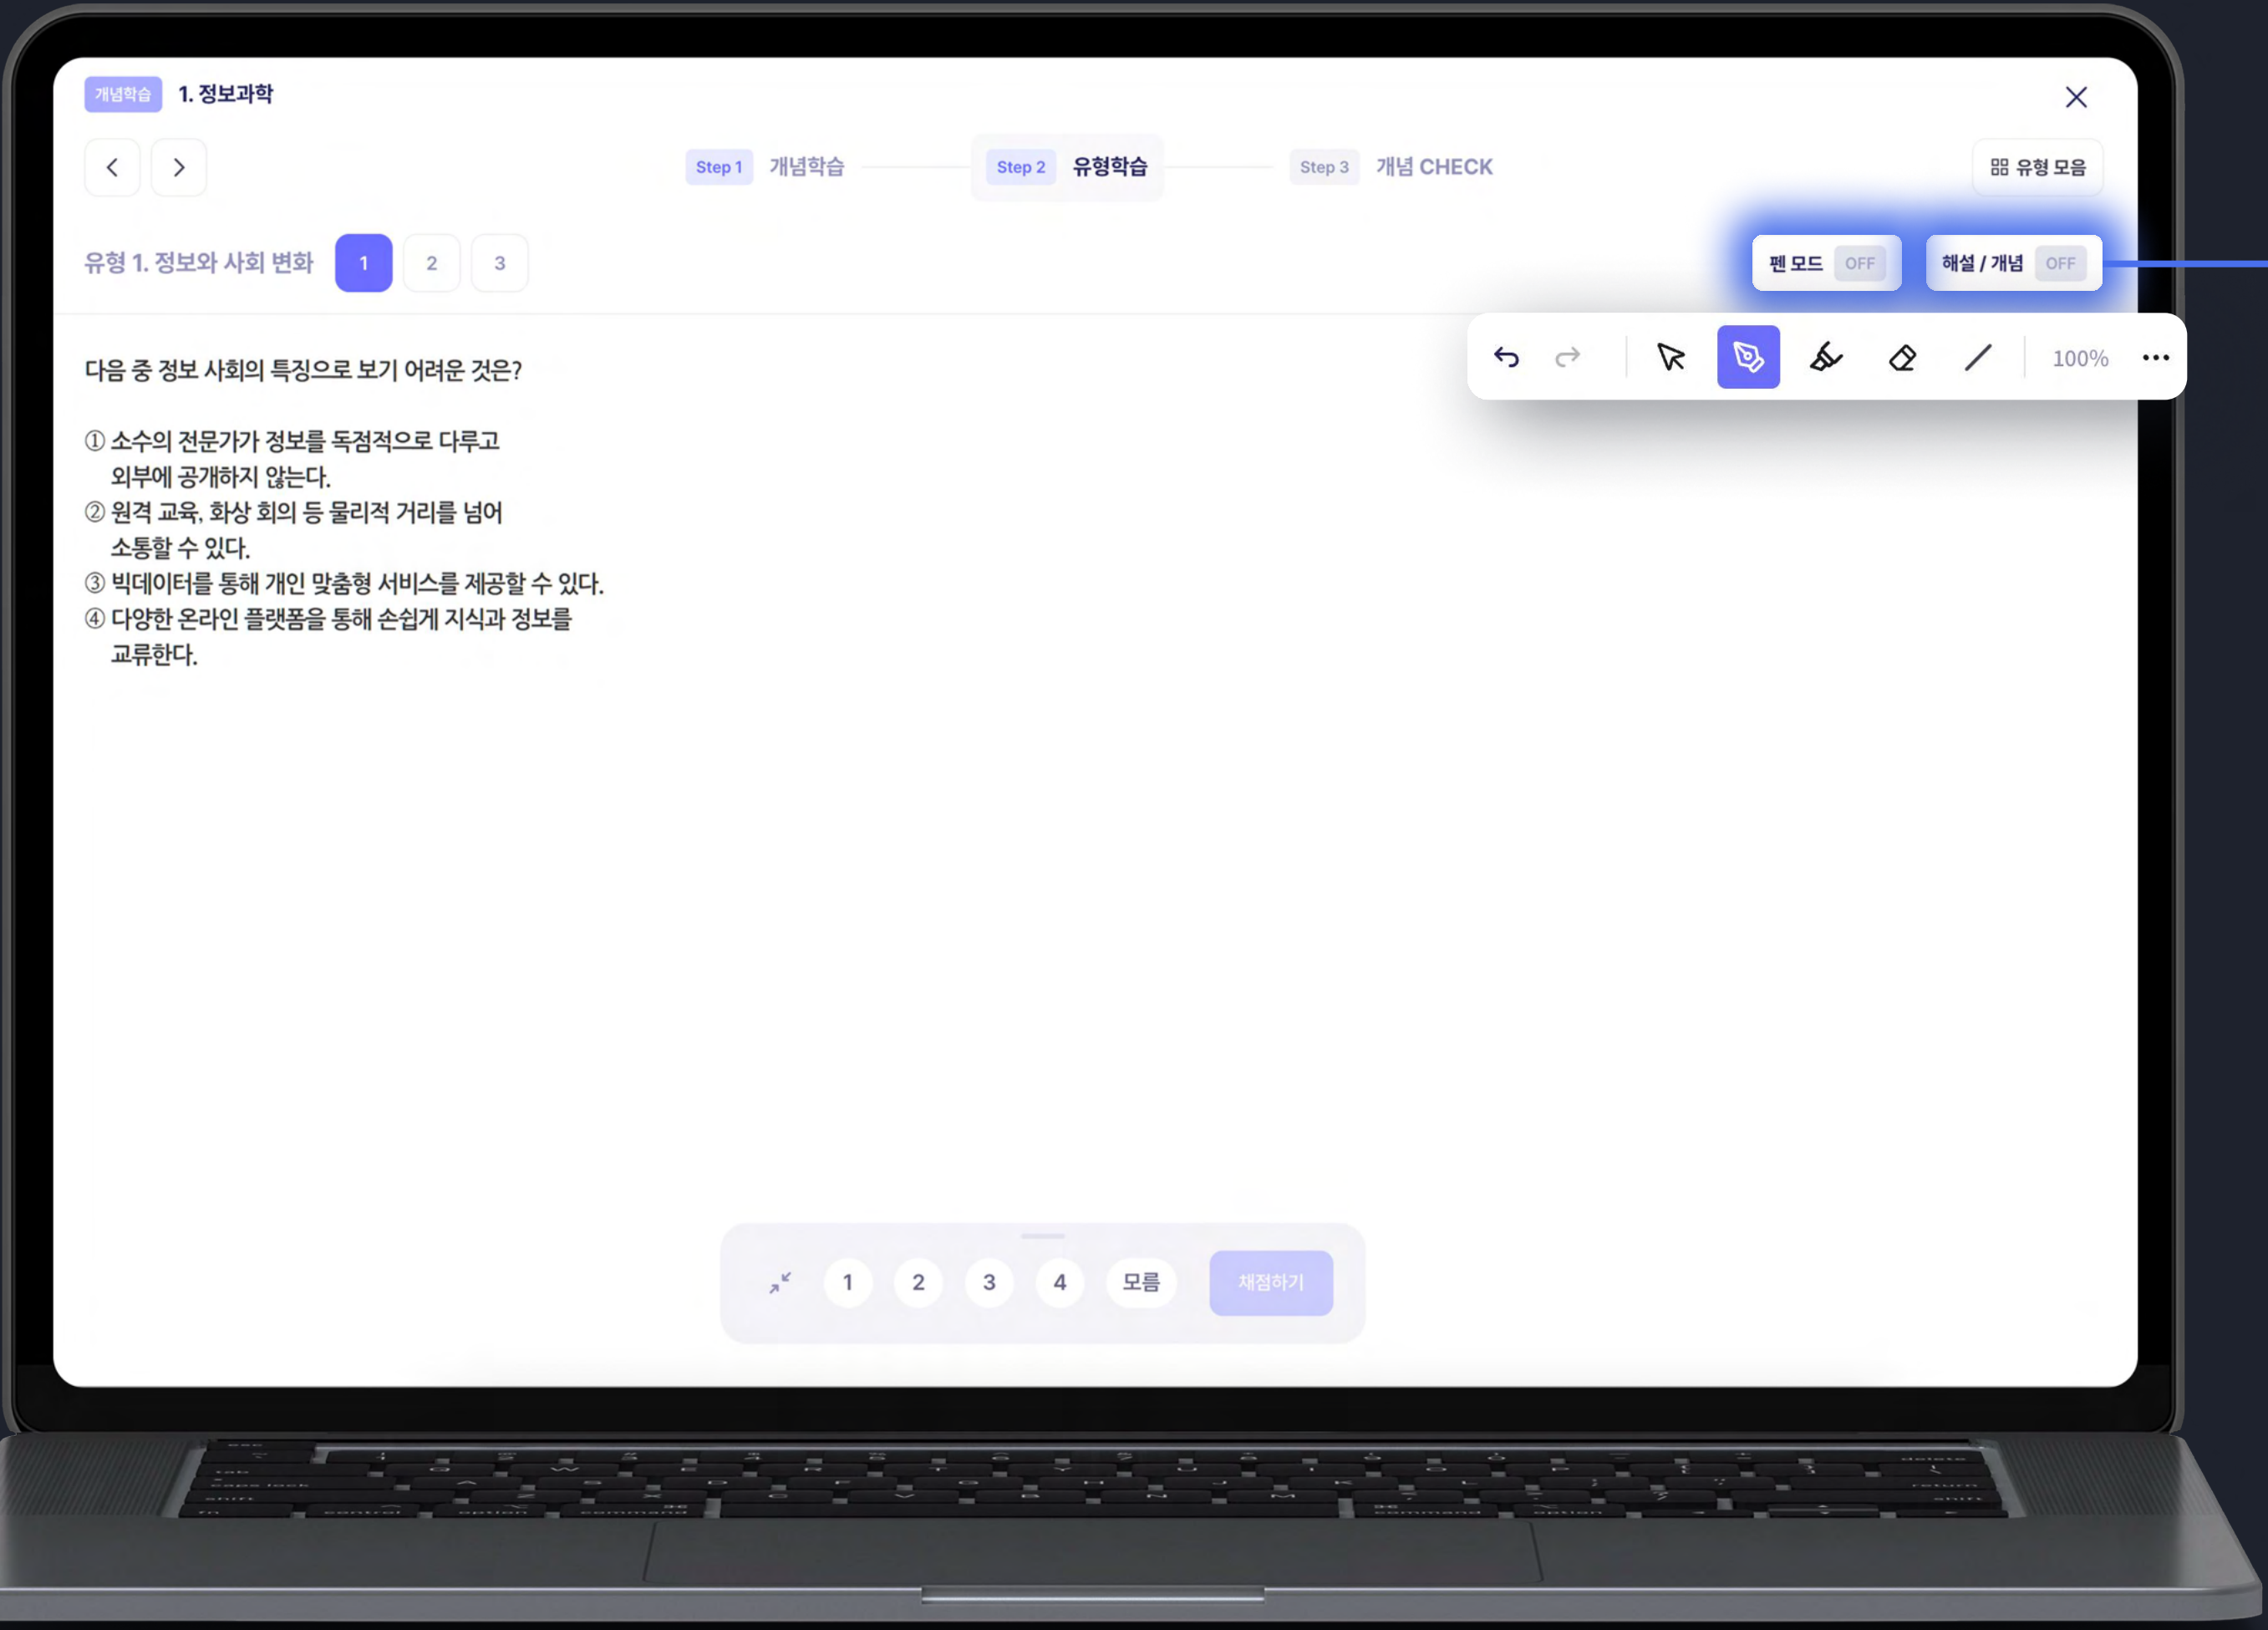 개념학습 1. 정보과학
Step 1 개념학습 Step 2 유형학습 Step 3 개념 CHECK
유형 모음
유형 1. 정보와 사회 변화 1 2 3
펜 모드 OFF 해설 / 개념 OFF
100%
다음 중 정보 사회의 특징으로 보기 어려운 것은?
① 소수의 전문가가 정보를 독점적으로 다루고
외부에 공개하지 않는다.
② 원격 교육, 화상 회의 등 물리적 거리를 넘어
소통할 수 있다.
③ 빅데이터를 통해 개인 맞춤형 서비스를 제공할 수 있다.
④ 다양한 온라인 플랫폼을 통해 손쉽게 지식과 정보를
교류한다.
1 2 3 4 모름 채점하기